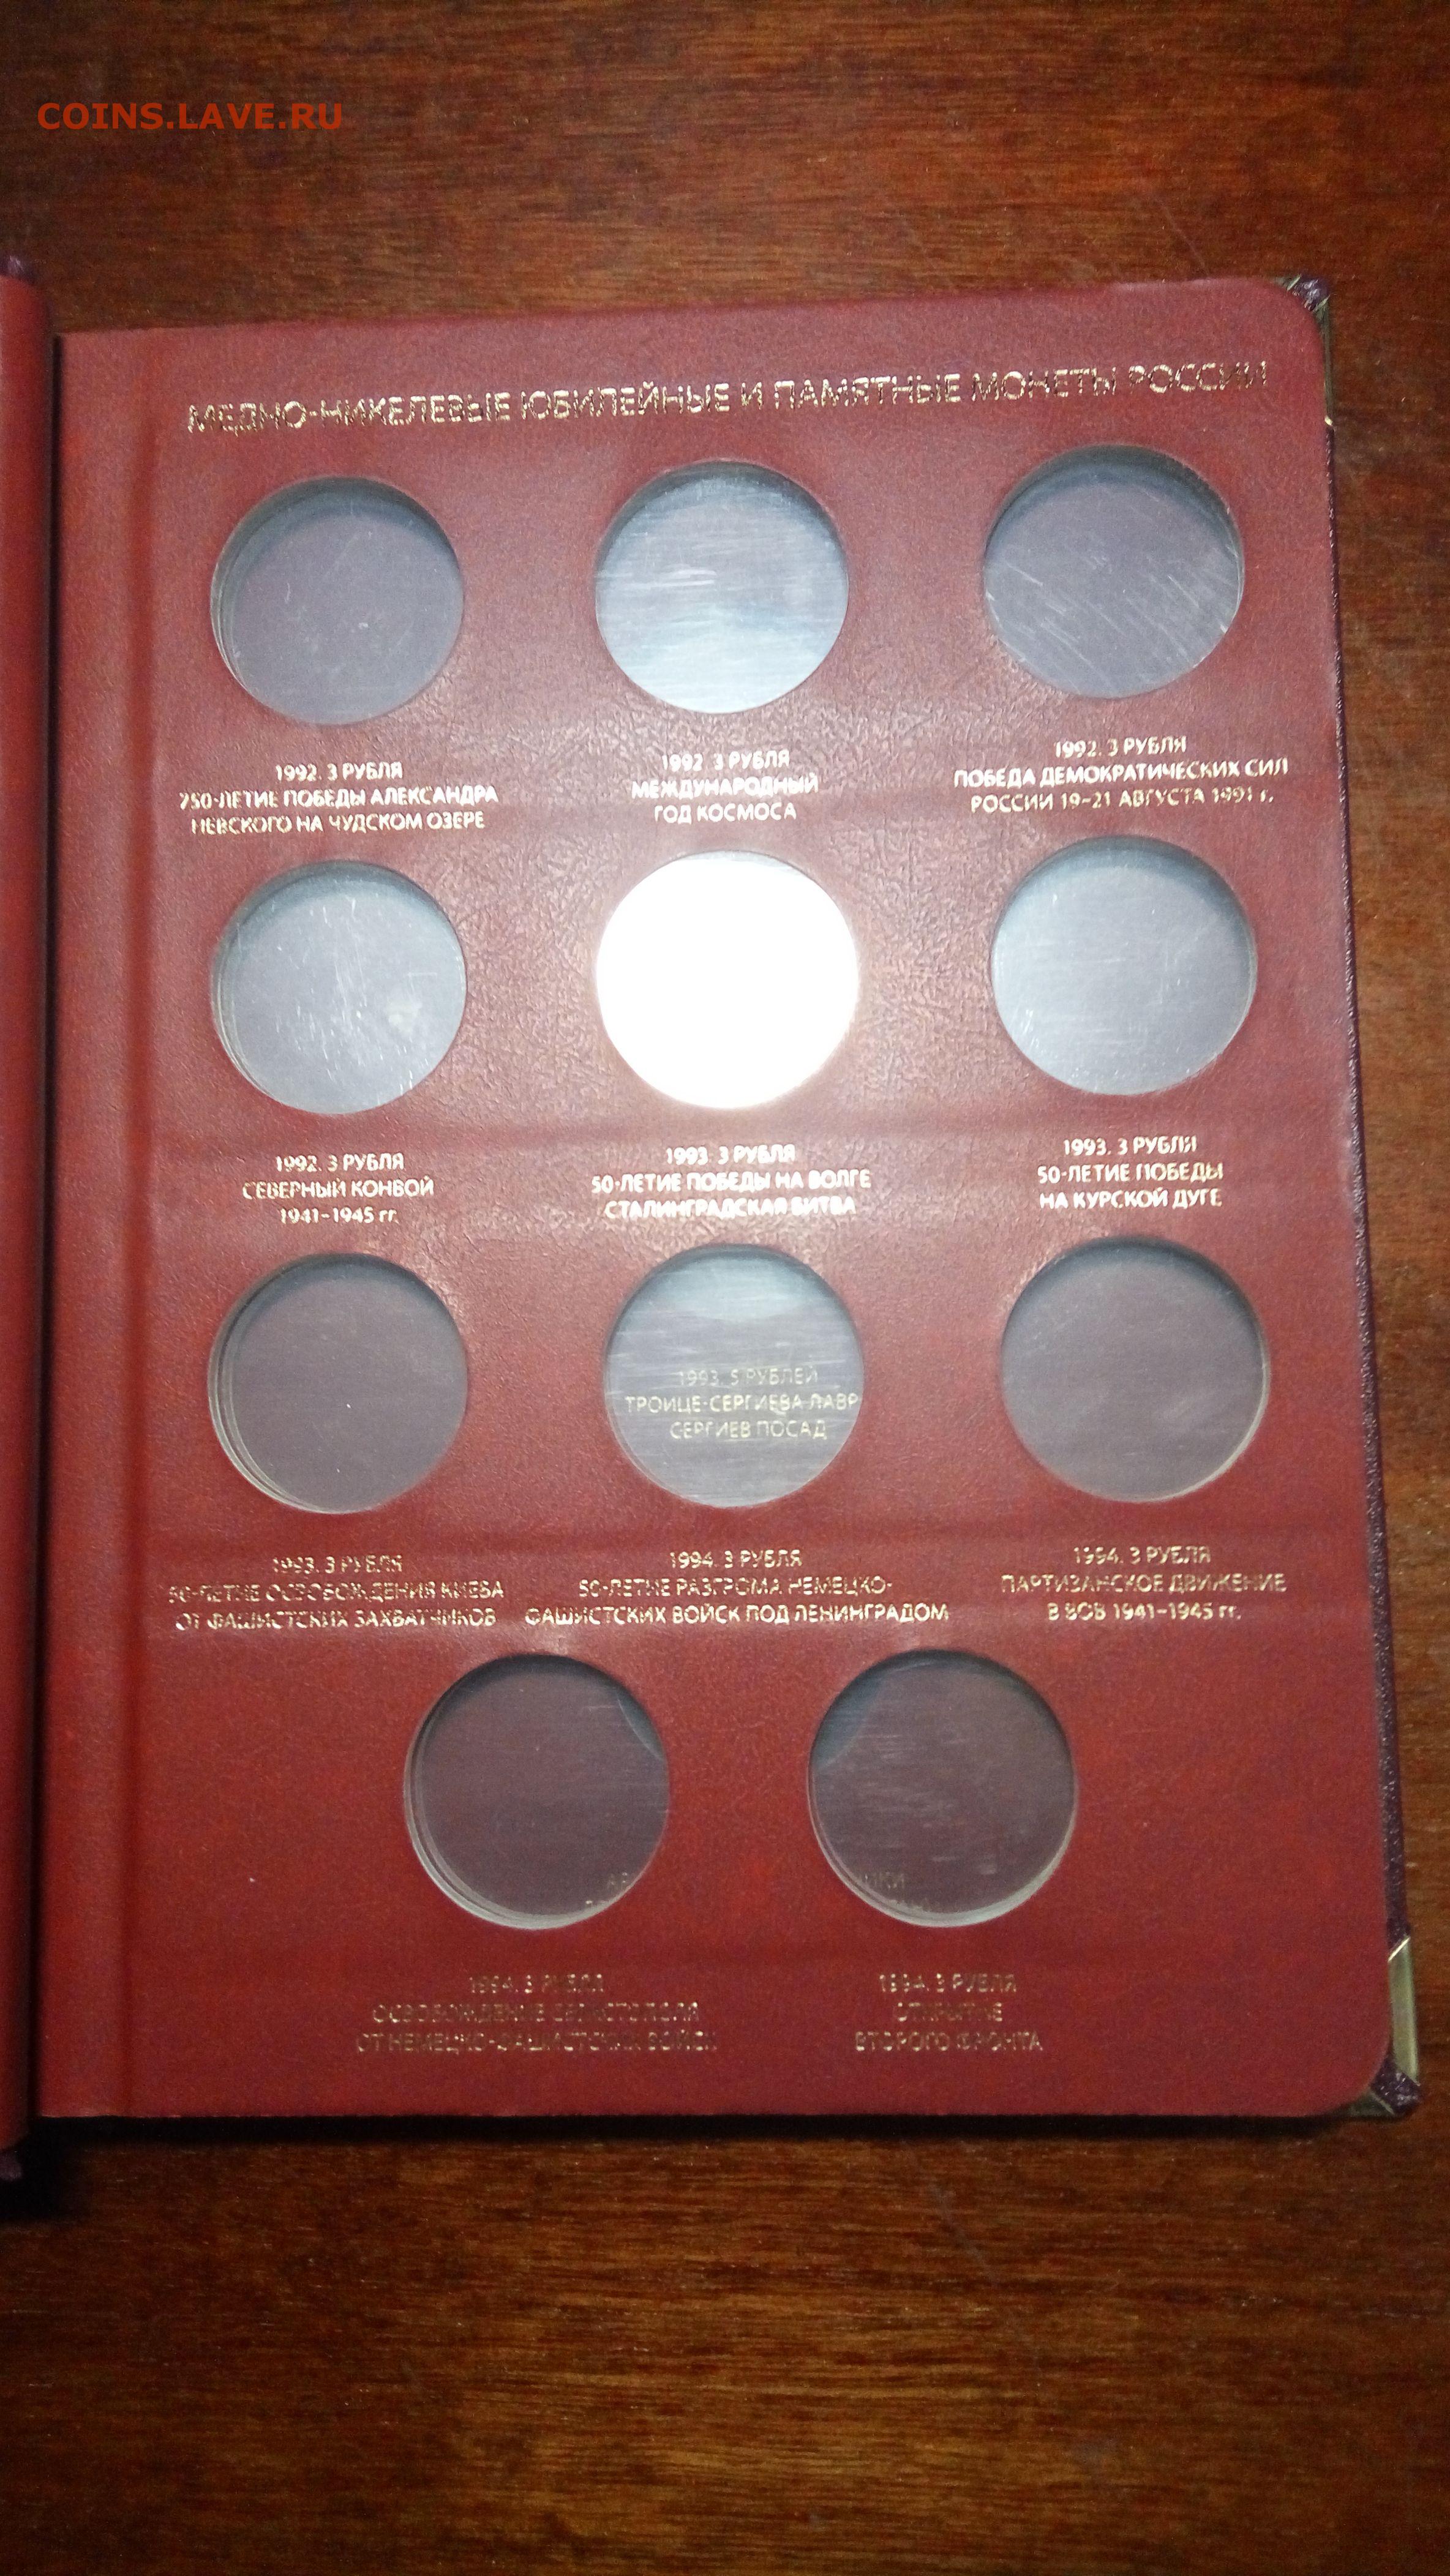 COINS.LAVE.RU
МЕДНО-НИКЕЛЕВЫЕ ЮБИЛЕЙНЫЕ И ПАМЯТНЫЕ МОНЕТЫ РОССИИ
1992. 3 РУБЛЯ
750-ЛЕТИЕ ПОБЕДЫ АЛЕКСАНДРА
НЕВСКОГО НА ЧУДСКОМ ОЗЕРЕ
1992 3 РУБЛЯ
МЕЖДУНАРОДНЫЙ
ГОД КОСМОСА
1992. 3 РУБЛЯ
ПОБЕДА ДЕМОКРАТИЧЕСКИХ СИЛ
РОССИИ 19-21 АВГУСТА 1991 г.
1992. 3 РУБЛЯ
СЕВЕРНЫЙ КОНВОЙ
1941-1945 гг.
1993. 3 РУБЛЯ
50-ЛЕТИЕ ПОБЕДЫ НА ВОЛГЕ
СТАЛИНГРАДСКАЯ БИТВА
1993. 3 РУБЛЯ
50-ЛЕТИЕ ПОБЕДЫ
НА КУРСКОЙ ДУГЕ
1993. 5 РУБЛЕЙ
ТРОИЦЕ-СЕРГИЕВА ЛАВР
СЕРГИЕВ ПОСАД
1993. 3 РУБЛЯ
50-ЛЕТИЕ ОСВОБОЖДЕНИЯ КИЕВА
ОТ ФАШИСТСКИХ ЗАХВАТЧИКОВ
1994. 3 РУБЛЯ
50-ЛЕТИЕ РАЗГРОМА НЕМЕЦКО-
ФАШИСТСКИХ ВОЙСК ПОД ЛЕНИНГРАДОМ
1994. 3 РУБЛЯ
ПАРТИЗАНСКОЕ ДВИЖЕНИЕ
В ВОВ 1941-1945 гг.
ИКИ
1994. 3 РУБЛЯ
ОСВОБОЖДЕНИЕ СЕВАСТОПОЛЯ
ОТ НЕМЕЦКО-ФАШИСТСКИХ ВОЙСК
1994. 3 РУБЛЯ
ОТКРЫТИЕ
ВТОРОГО ФРОНТА